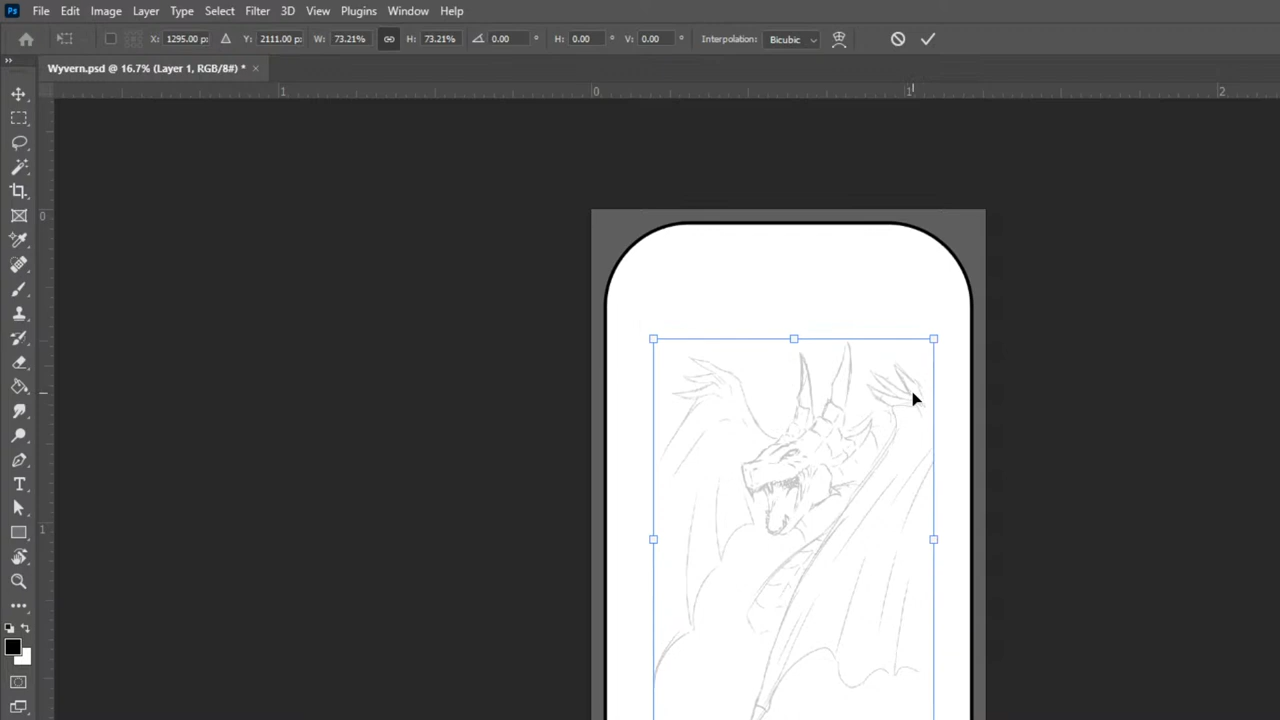 Ps File Edit Image Layer Type Select Filter 3D View Plugins Window Help
X: 1295.00 p: Y: 2111.00 p: W: 73.21% H: 73.21% 0.00 ° H: 0.00 ° V: 0.00 ° Interpolation: Bicubic
Wyvern.psd @ 16.7% (Layer 1, RGB/8#) * ×
1 0 1 2
0
1